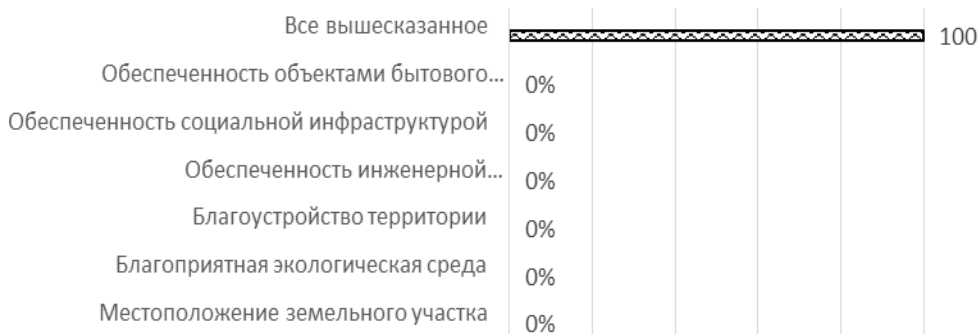 Все вышесказанное
100
Обеспеченность объектами бытового...
0%
Обеспеченность социальной инфраструктурой
0%
Обеспеченность инженерной...
0%
Благоустройство территории
0%
Благоприятная экологическая среда
0%
Местоположение земельного участка
0%